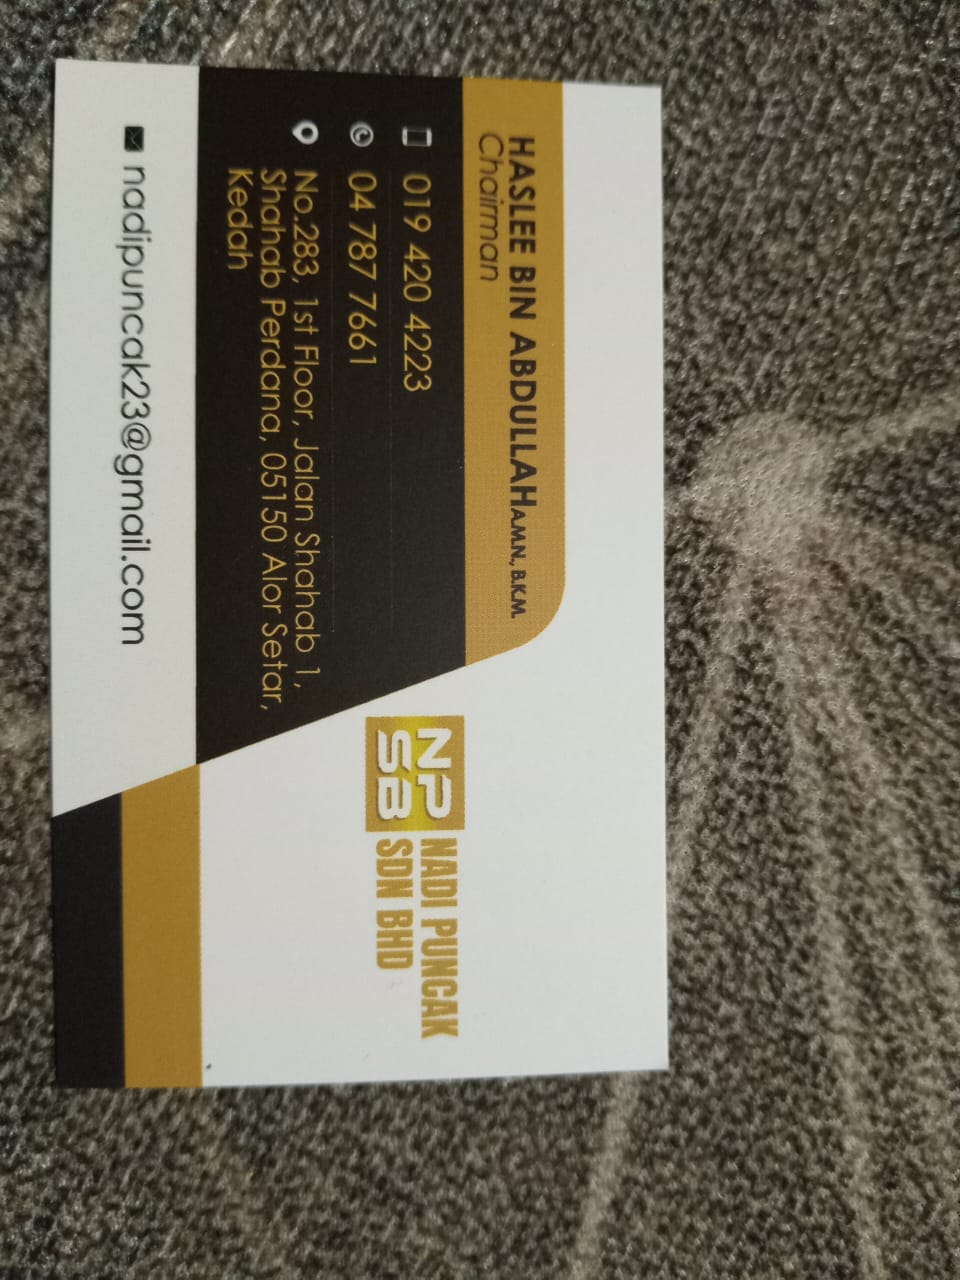 HASLEE BIN ABDULLAH A.M.N., B.K.M.
Chairman
019 420 4223
04 787 7661
No.283, 1st Floor, Jalan Shahab 1,
Shahab Perdana, 05150 Alor Setar,
Kedah
nadipuncak23@gmail.com
NP
SB
NADI PUNCAK
SDN BHD